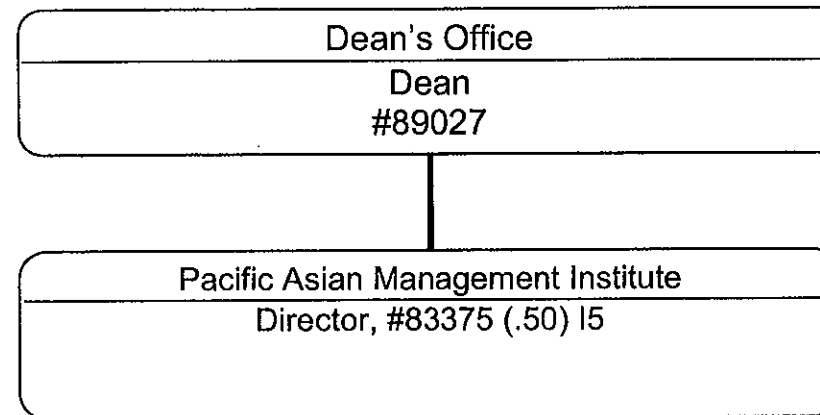 Dean's Office
Dean
#89027
Pacific Asian Management Institute
Director, #83375 (.50) I5